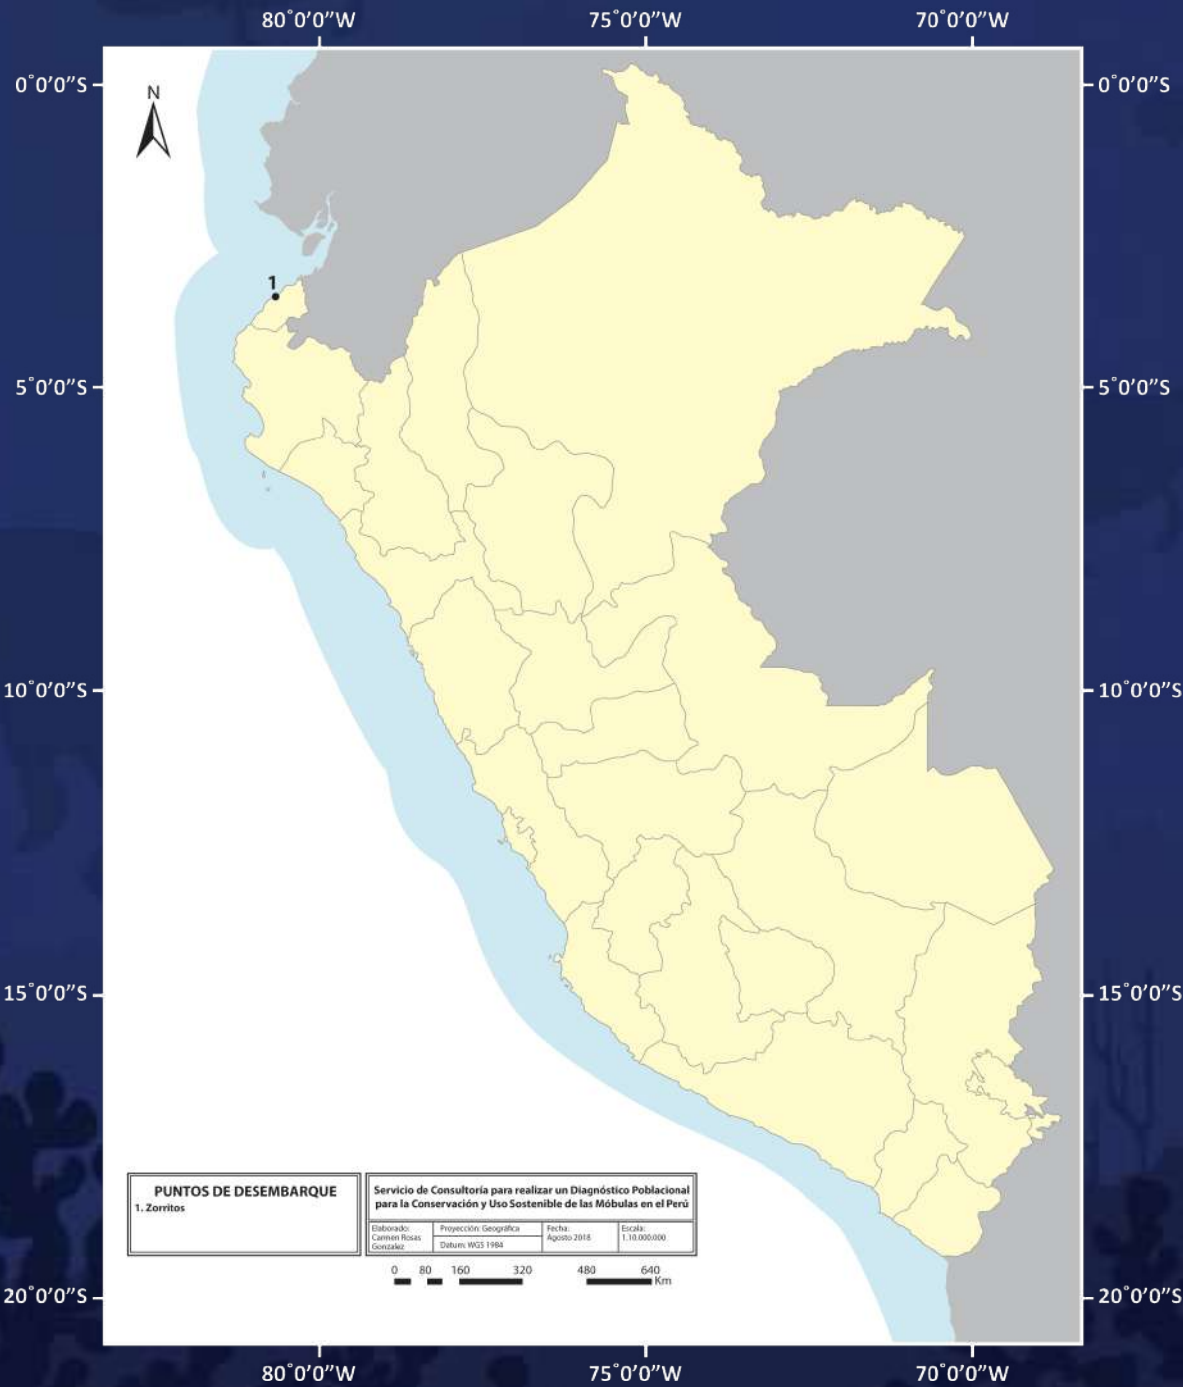 80°0'0"W 75°0'0"W 70°0'0"W
0°0'0"S 0°0'0"S
N
1
5°0'0"S 5°0'0"S
10°0'0"S 10°0'0"S
15°0'0"S 15°0'0"S
PUNTOS DE DESEMBARQUE
1. Zorritos
Servicio de Consultoría para realizar un Diagnóstico Poblacional
para la Conservación y Uso Sostenible de las Móbulas en el Perú
Elaborado:
Carmen Rosas
Gonzalez
Proyección: Geográfica
Datum: WGS 1984
Fecha:
Agosto 2018
Escala:
1.10.000.000
0 80 160 320 480 640
Km
20°0'0"S 20°0'0"S
80°0'0"W 75°0'0"W 70°0'0"W